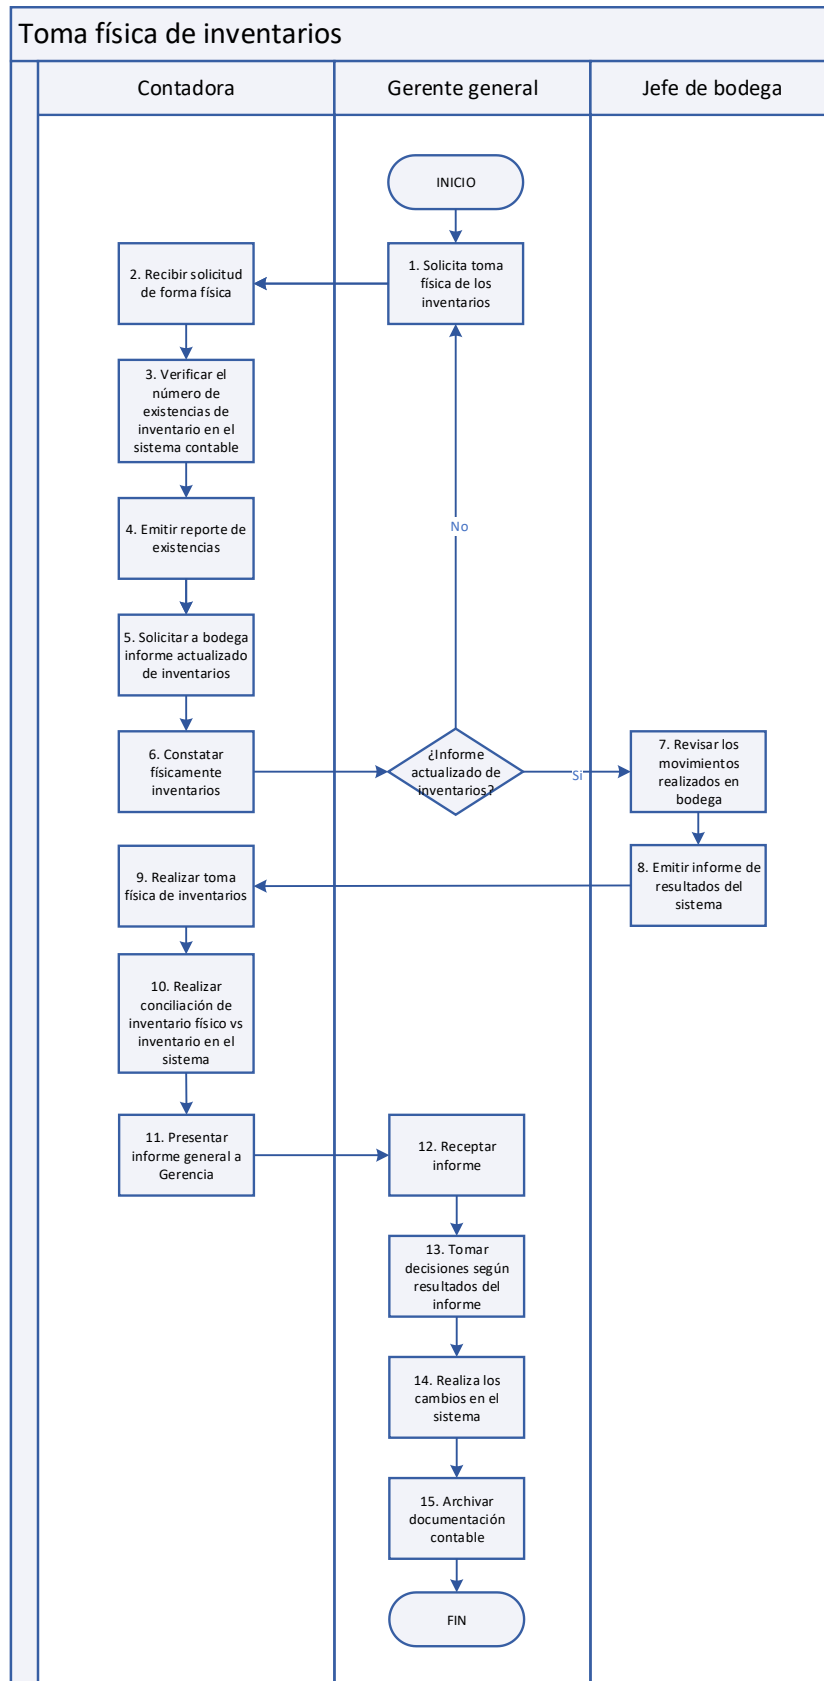 Toma física de inventarios
Contadora
Gerente general
Jefe de bodega
INICIO
1. Solicita toma
física de los
inventarios
2. Recibir solicitud
de forma física
3. Verificar el
número de
existencias de
inventario en el
sistema contable
4. Emitir reporte de
existencias
No
5. Solicitar a bodega
informe actualizado
de inventarios
6. Constatar
físicamente
inventarios
¿Informe
actualizado de
inventarios?
Si
7. Revisar los
movimientos
realizados en
bodega
8. Emitir informe de
resultados del
sistema
9. Realizar toma
física de inventarios
10. Realizar
conciliación de
inventario físico vs
inventario en el
sistema
11. Presentar
informe general a
Gerencia
12. Receptar
informe
13. Tomar
decisiones según
resultados del
informe
14. Realiza los
cambios en el
sistema
15. Archivar
documentación
contable
FIN